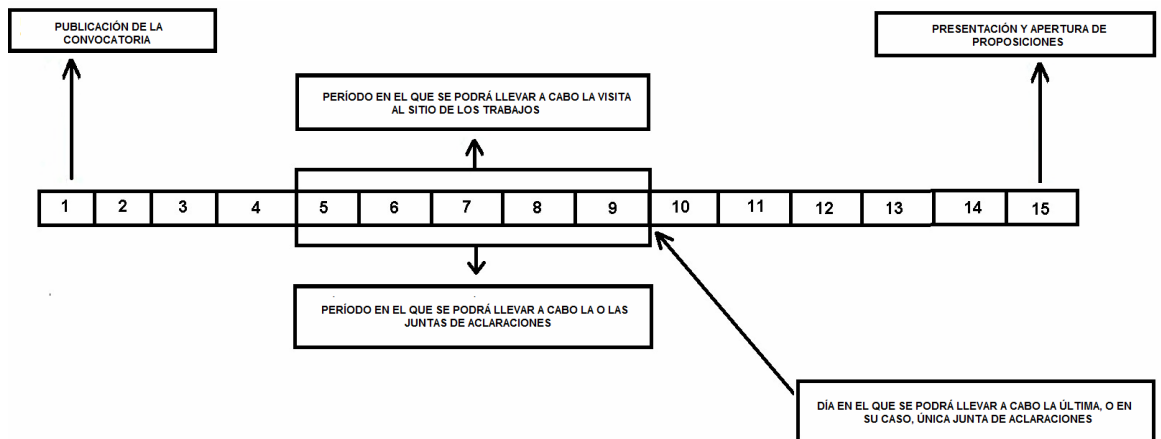 PUBLICACIÓN DE LA
CONVOCATORIA
PRESENTACIÓN Y APERTURA DE
PROPOSICIONES
PERÍODO EN EL QUE SE PODRÁ LLEVAR A CABO LA VISITA
AL SITIO DE LOS TRABAJOS
1 2 3 4 5 6 7 8 9 10 11 12 13 14 15
PERÍODO EN EL QUE SE PODRÁ LLEVAR A CABO LA O LAS
JUNTAS DE ACLARACIONES
DÍA EN EL QUE SE PODRÁ LLEVAR A CABO LA ÚLTIMA, O EN
SU CASO, ÚNICA JUNTA DE ACLARACIONES